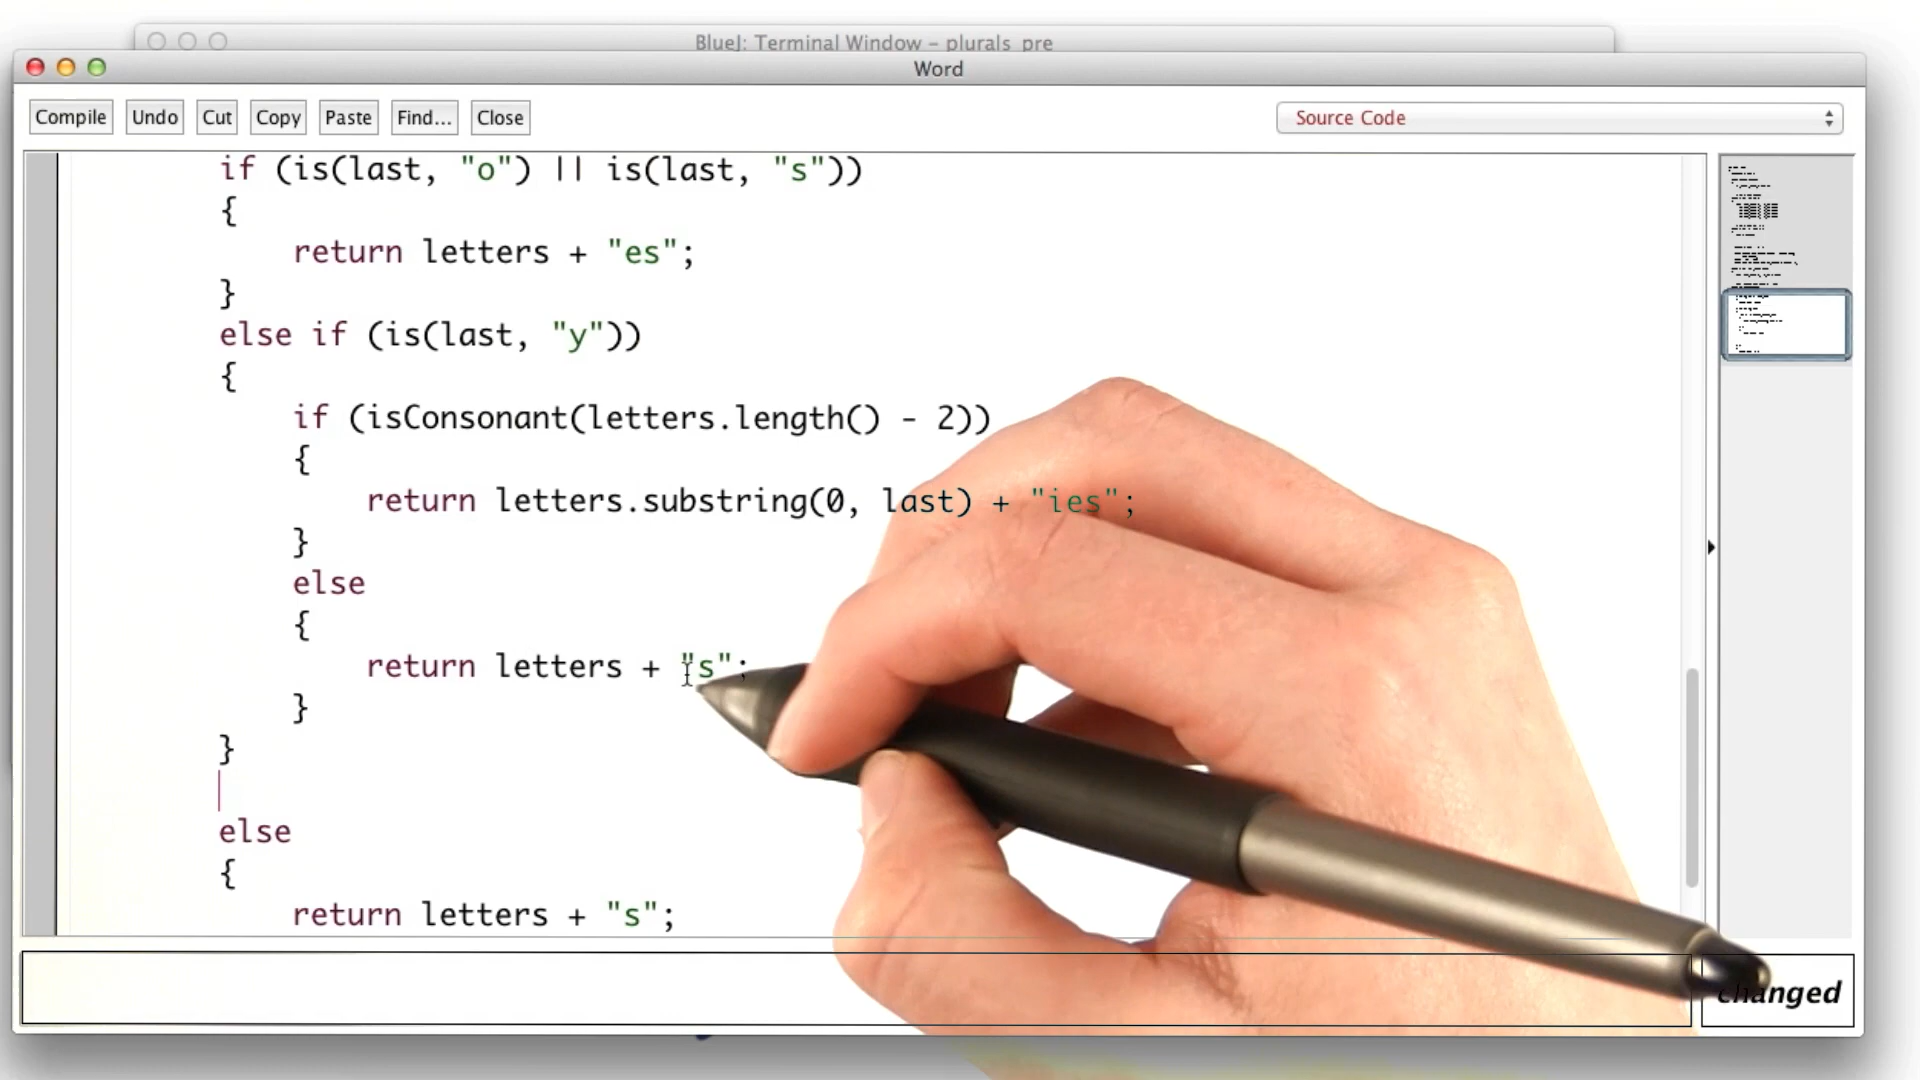 BlueJ: Terminal Window – plurals_pre
Word
Compile Undo Cut Copy Paste Find... Close Source Code
if (is(last, "o") || is(last, "s"))
{
return letters + "es";
}
else if (is(last, "y"))
{
if (isConsonant(letters.length() - 2))
{
return letters.substring(0, last) + "ies";
}
else
{
return letters + "s";
}
}
else
{
return letters + "s";
changed